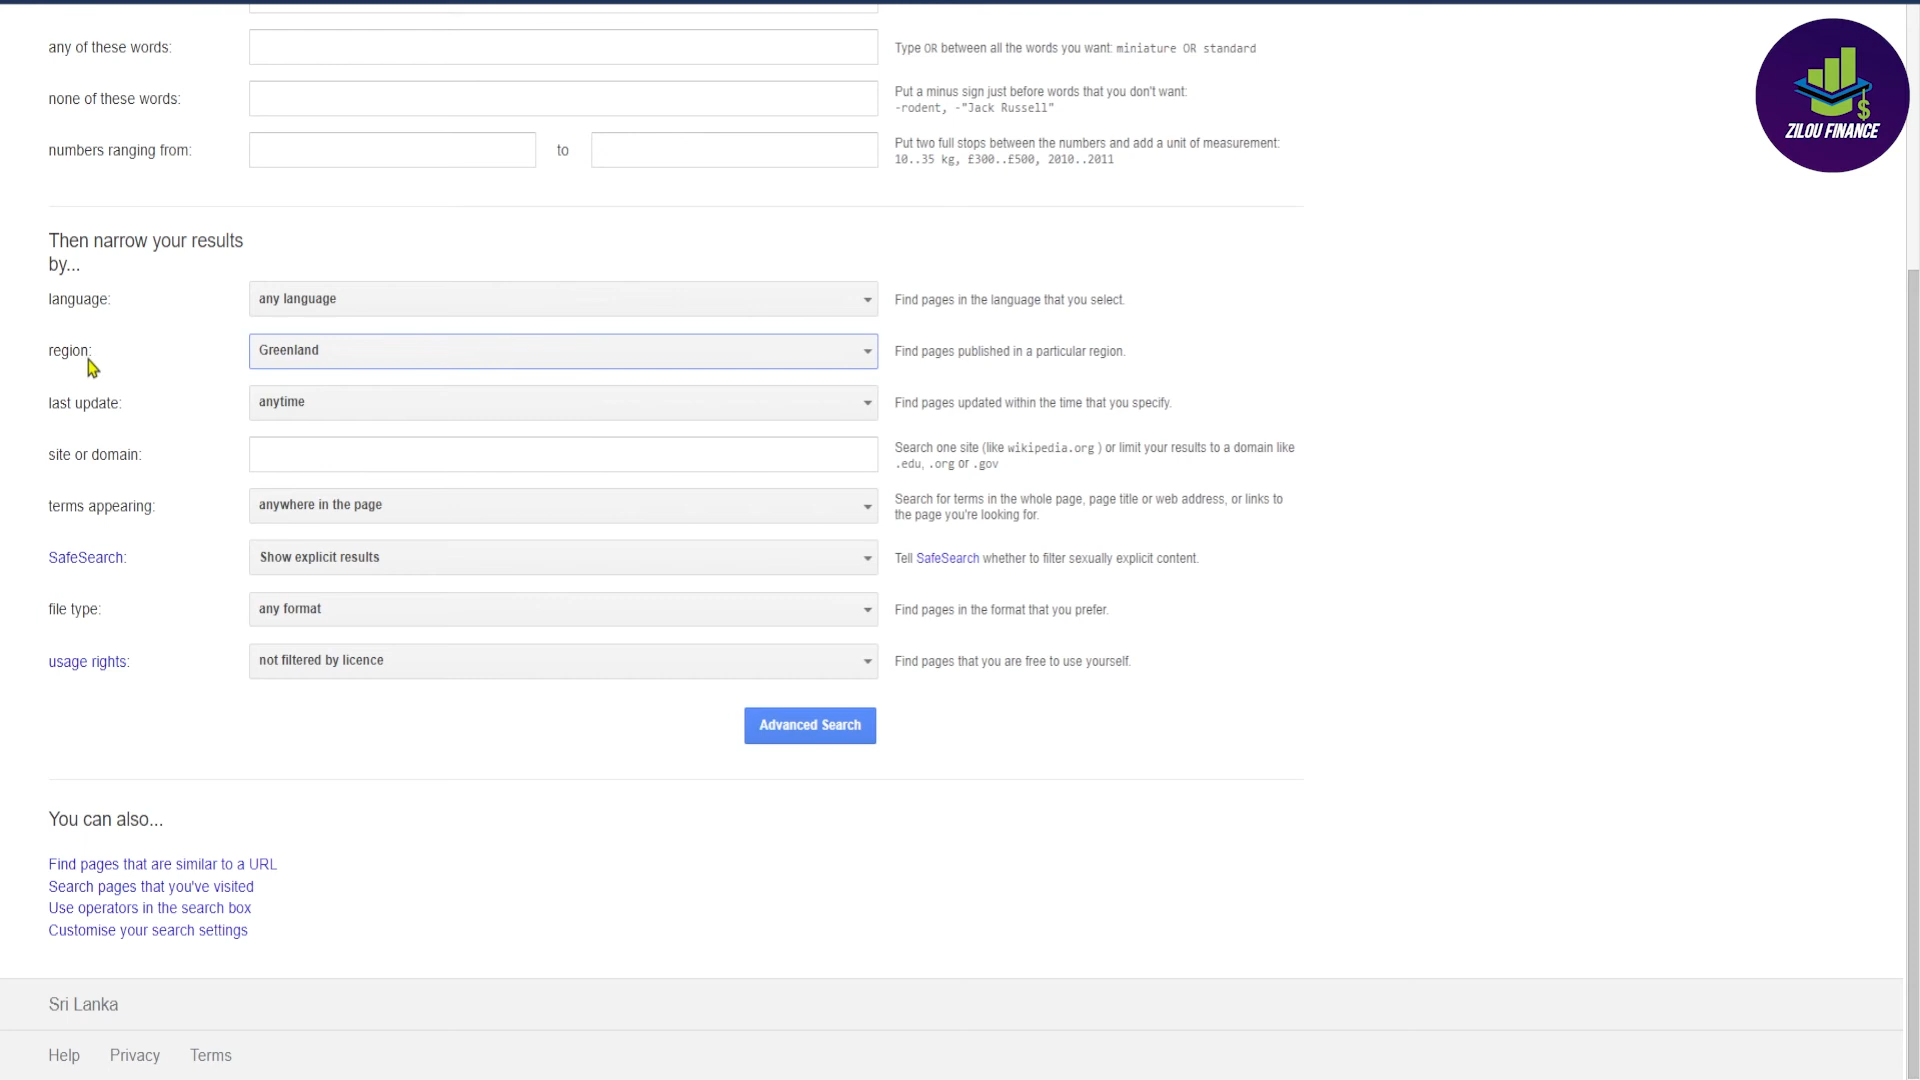 any of these words:
Type OR between all the words you want: miniature OR standard
none of these words:
Put a minus sign just before words that you don't want:
-rodent, -"Jack Russell"
numbers ranging from:
to
Put two full stops between the numbers and add a unit of measurement:
10..35 kg, £300..£500, 2010..2011
ZILOU FINANCE
Then narrow your results
by...
language:
any language
Find pages in the language that you select.
region:
Greenland
Find pages published in a particular region.
last update:
anytime
Find pages updated within the time that you specify.
site or domain:
Search one site (like wikipedia.org ) or limit your results to a domain like
.edu, .org or .gov
terms appearing:
anywhere in the page
Search for terms in the whole page, page title or web address, or links to
the page you're looking for.
SafeSearch:
Show explicit results
Tell SafeSearch whether to filter sexually explicit content.
file type:
any format
Find pages in the format that you prefer.
usage rights:
not filtered by licence
Find pages that you are free to use yourself.
Advanced Search
You can also...
Find pages that are similar to a URL
Search pages that you've visited
Use operators in the search box
Customise your search settings
Sri Lanka
Help Privacy Terms